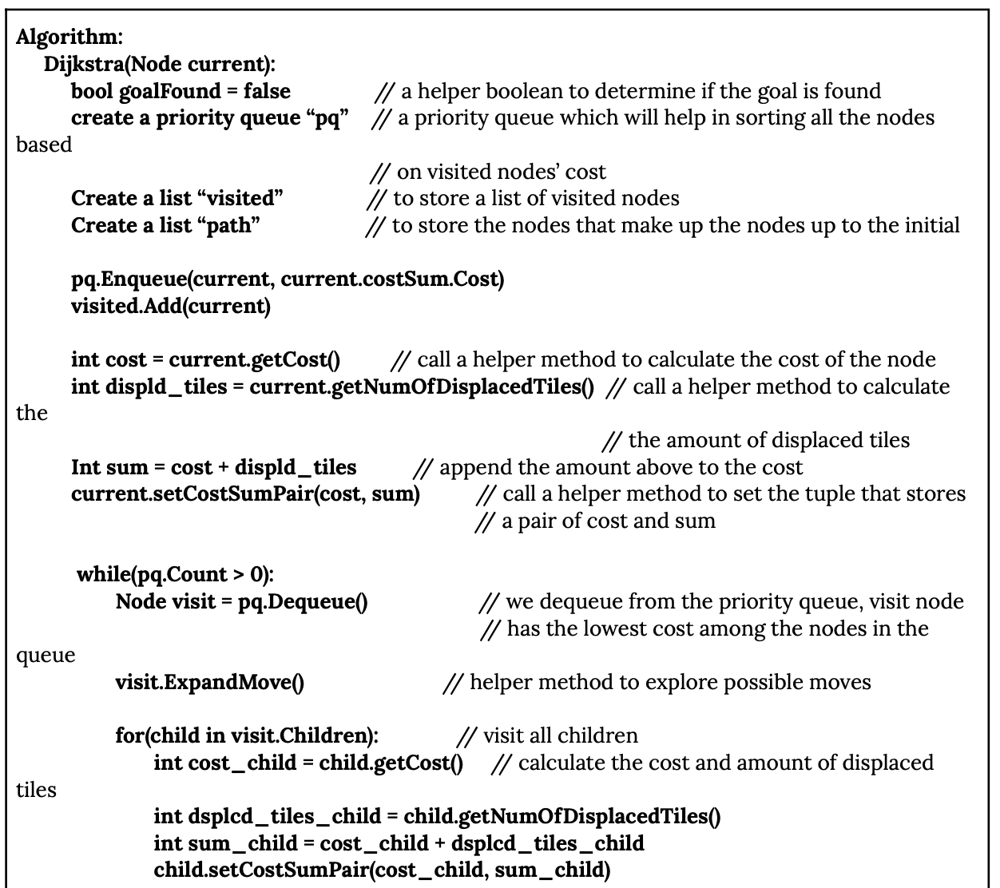 Algorithm:
Dijkstra(Node current):
bool goalFound = false // a helper boolean to determine if the goal is found
create a priority queue “pq” // a priority queue which will help in sorting all the nodes
based
// on visited nodes’ cost
Create a list “visited” // to store a list of visited nodes
Create a list “path” // to store the nodes that make up the nodes up to the initial
pq.Enqueue(current, current.costSum.Cost)
visited.Add(current)
int cost = current.getCost() // call a helper method to calculate the cost of the node
int displd_tiles = current.getNumOfDisplacedTiles() // call a helper method to calculate
the
// the amount of displaced tiles
Int sum = cost + displd_tiles // append the amount above to the cost
current.setCostSumPair(cost, sum) // call a helper method to set the tuple that stores
// a pair of cost and sum
while(pq.Count > 0):
Node visit = pq.Dequeue() // we dequeue from the priority queue, visit node
// has the lowest cost among the nodes in the
queue
visit.ExpandMove() // helper method to explore possible moves
for(child in visit.Children): // visit all children
int cost_child = child.getCost() // calculate the cost and amount of displaced
tiles
int dsplcd_tiles_child = child.getNumOfDisplacedTiles()
int sum_child = cost_child + dsplcd_tiles_child
child.setCostSumPair(cost_child, sum_child)